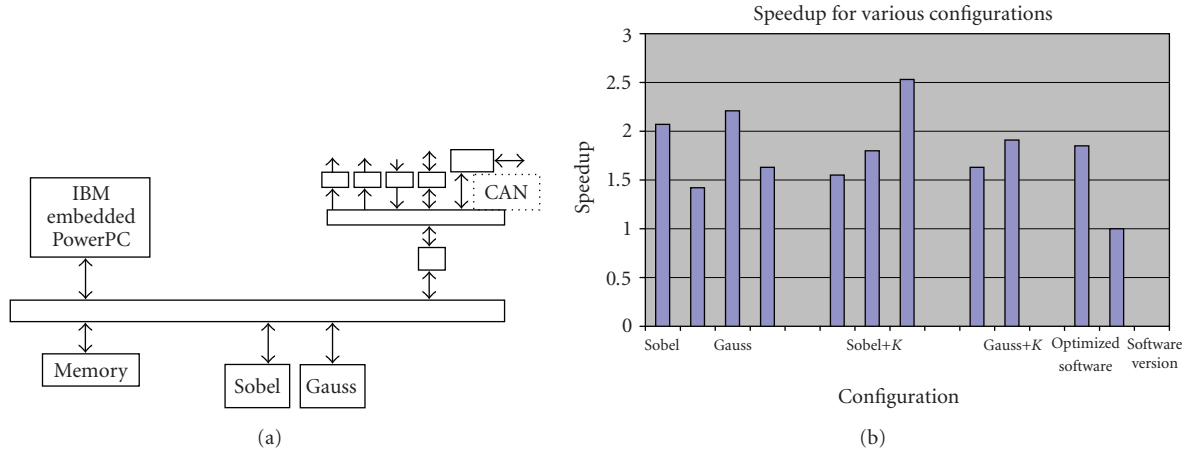 IBM
embedded
PowerPC
CAN
Memory
Sobel
Gauss
(a)
Speedup for various configurations
Speedup
3
2.5
2
1.5
1
0.5
0
Sobel
Gauss
Sobel+K
Gauss+K
Optimized
software
Software
version
Configuration
(b)